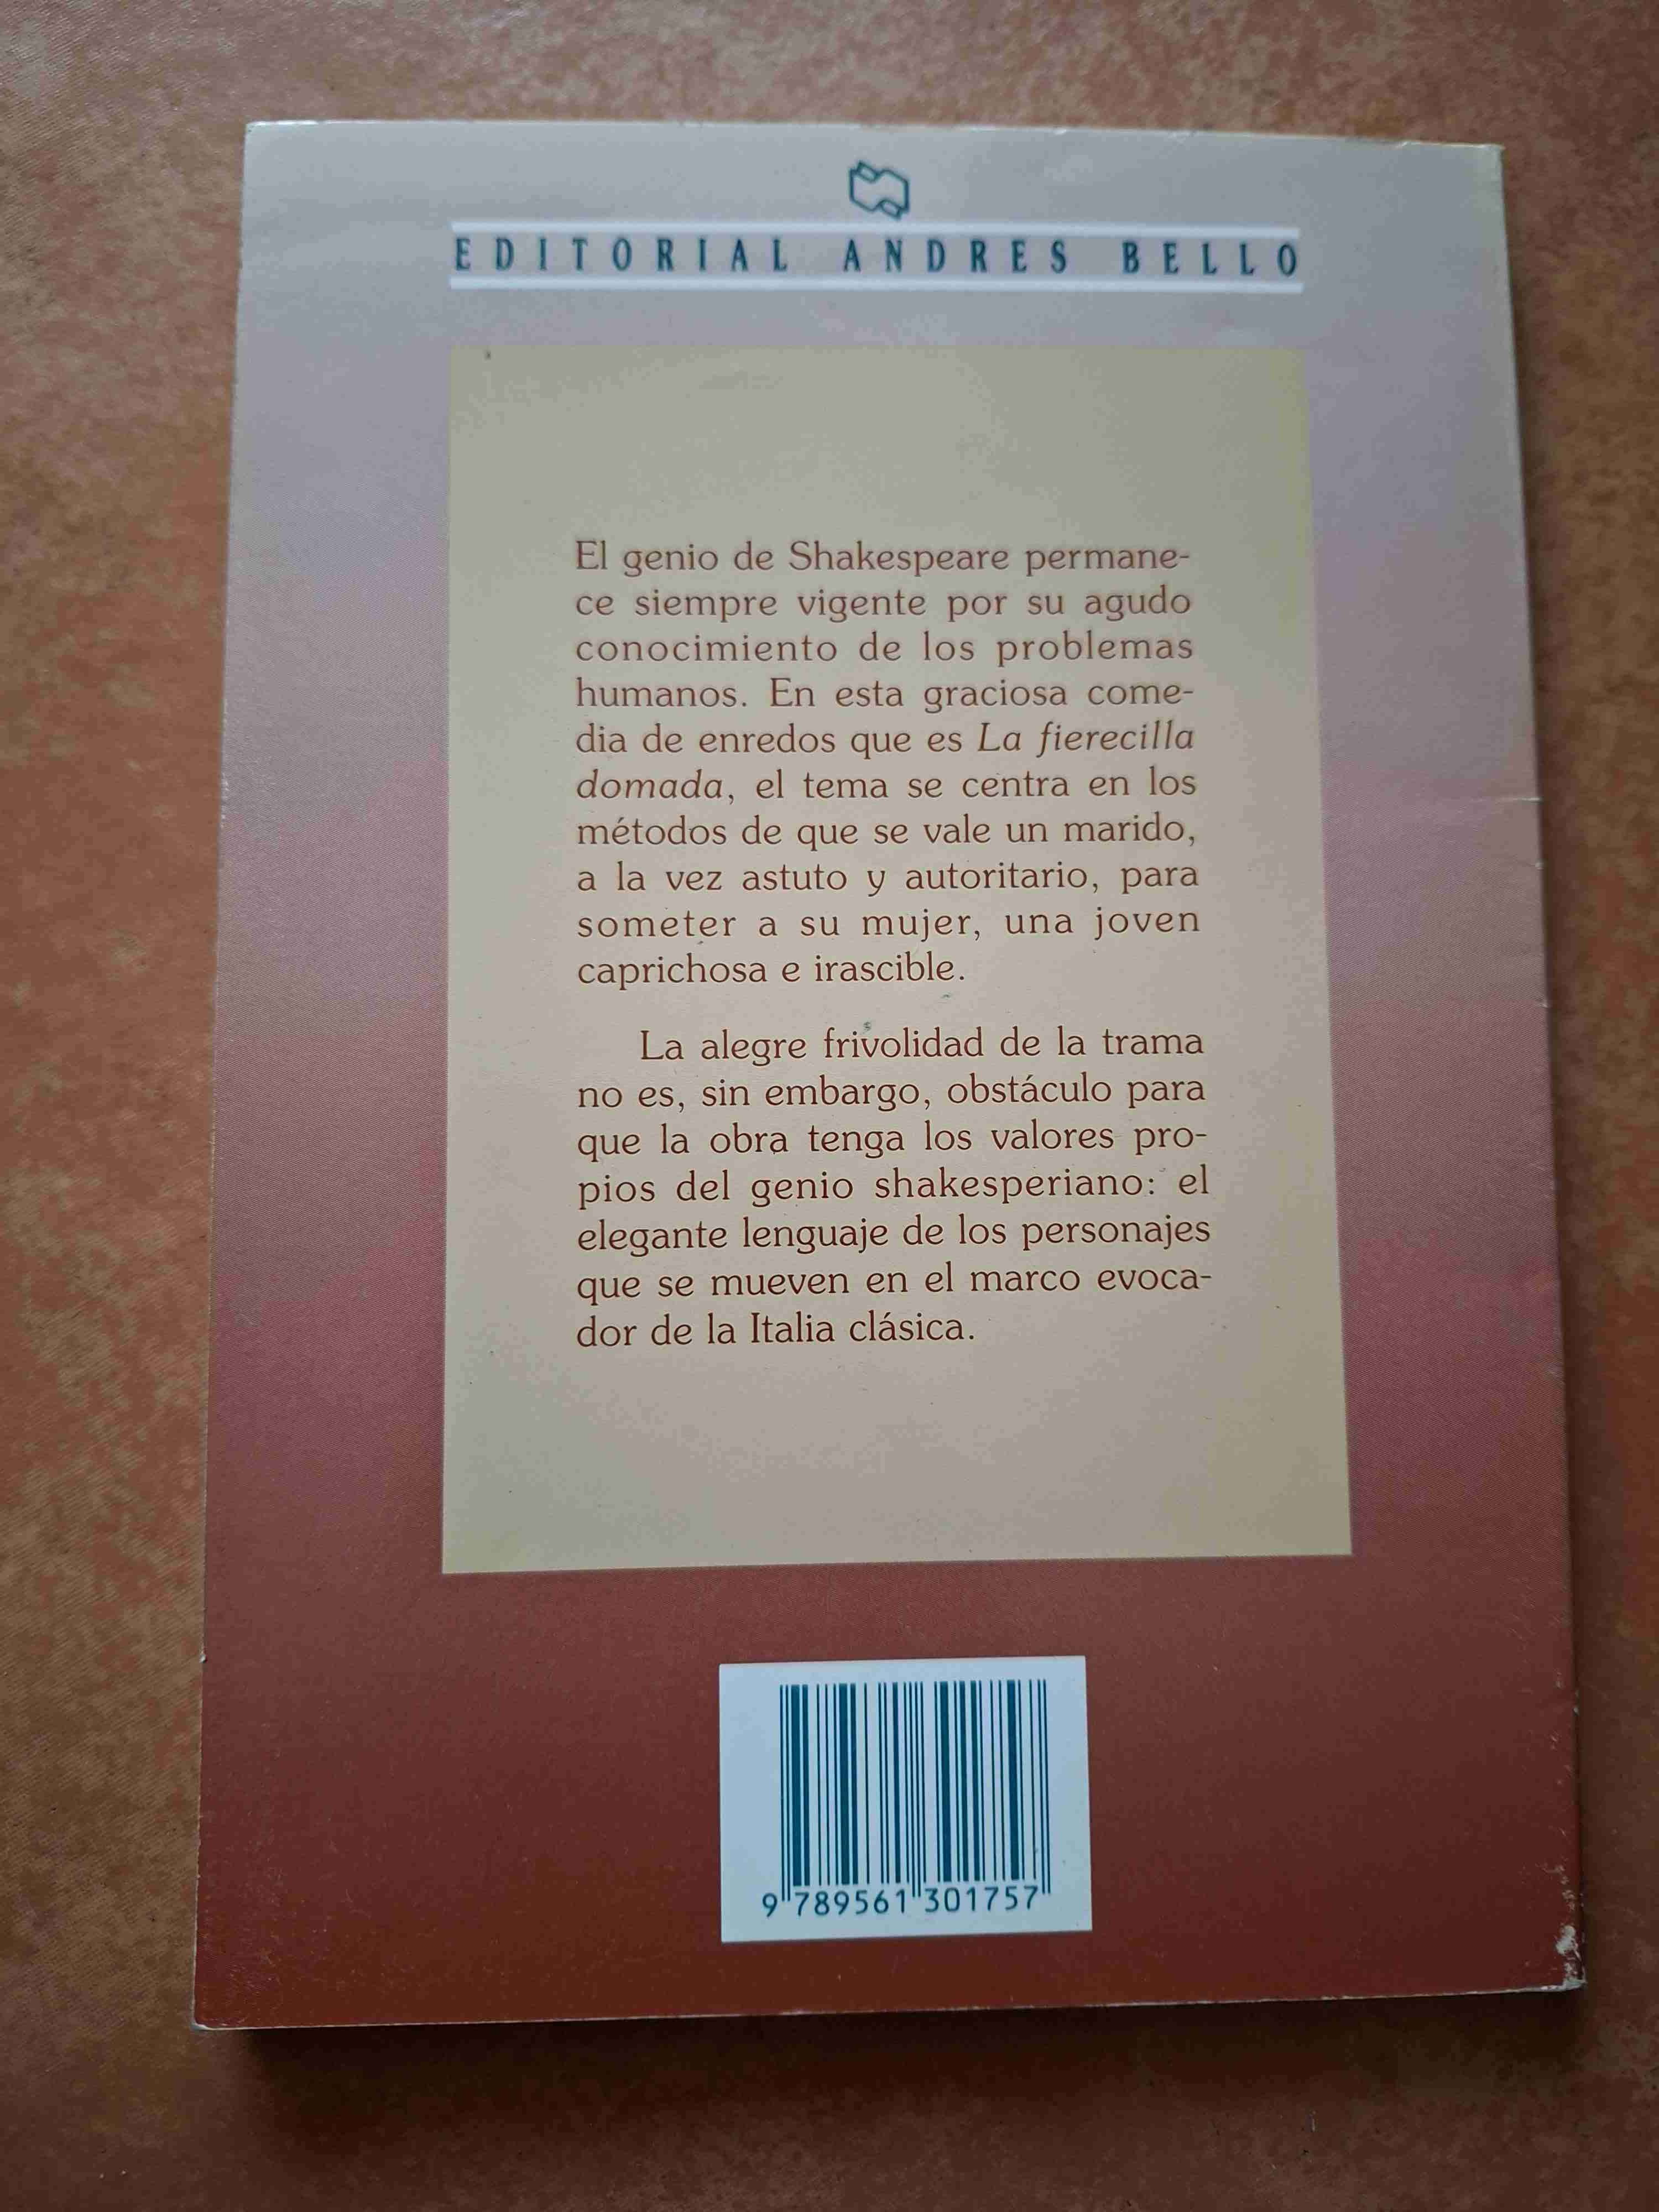 EDITORIAL ANDRES BELLO
El genio de Shakespeare permane-
ce siempre vigente por su agudo
conocimiento de los problemas
humanos. En esta graciosa come-
dia de enredos que es La fierecilla
domada, el tema se centra en los
métodos de que se vale un marido,
a la vez astuto y autoritario, para
someter a su mujer, una joven
caprichosa e irascible.
La alegre frivolidad de la trama
no es, sin embargo, obstáculo para
que la obra tenga los valores pro-
pios del genio shakesperiano: el
elegante lenguaje de los personajes
que se mueven en el marco evoca-
dor de la Italia clásica.
9 789561 301757